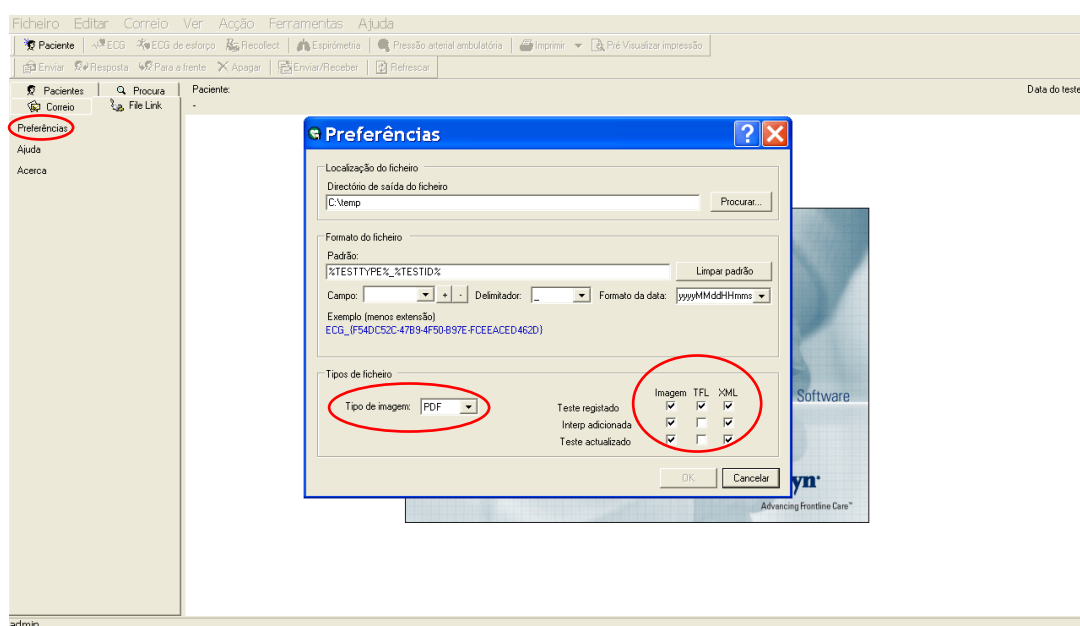 Ficheiro Editar Correio Ver Acção Ferramentas Ajuda
Paciente ECG ECG de esforço Recollect Espirómetria Pressão arterial ambulatória Imprimir Pré Visualizar impressão
Enviar Resposta Para a frente Apagar Enviar/Receber Refrescar
Pacientes Procura Paciente: Data do teste
Correio File Link -
Preferências
Ajuda
Acerca
Preferências
Localização do ficheiro
Directório de saída do ficheiro
C:\temp Procurar...
Formato do ficheiro
Padrão:
%TESTTYPE%_%TESTID% Limpar padrão
Campo: + - Delimitador: _ Formato da data: yyyyMMddHHmms
Exemplo (menos extensão)
ECG_{F54DC52C-47B9-4F50-B97E-FCEEACED462D}
Tipos de ficheiro
Imagem TFL XML
Tipo de imagem: PDF Teste registado
Interp adicionada
Teste actualizado
OK Cancelar
Software
yn
Advancing Frontline Care™
admin